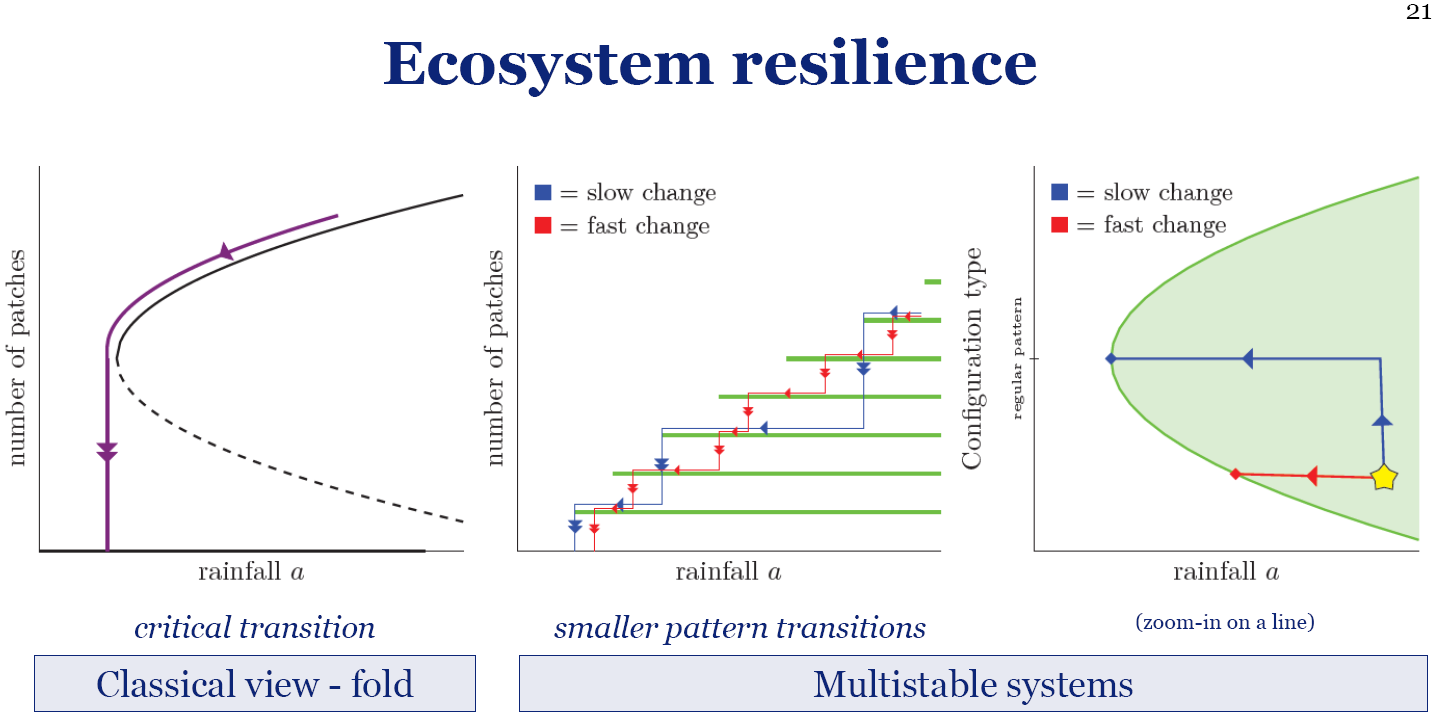 21
Ecosystem resilience
number of patches
rainfall a
critical transition
Classical view - fold
number of patches
= slow change
= fast change
rainfall a
smaller pattern transitions
Configuration type
regular pattern
= slow change
= fast change
rainfall a
(zoom-in on a line)
Multistable systems